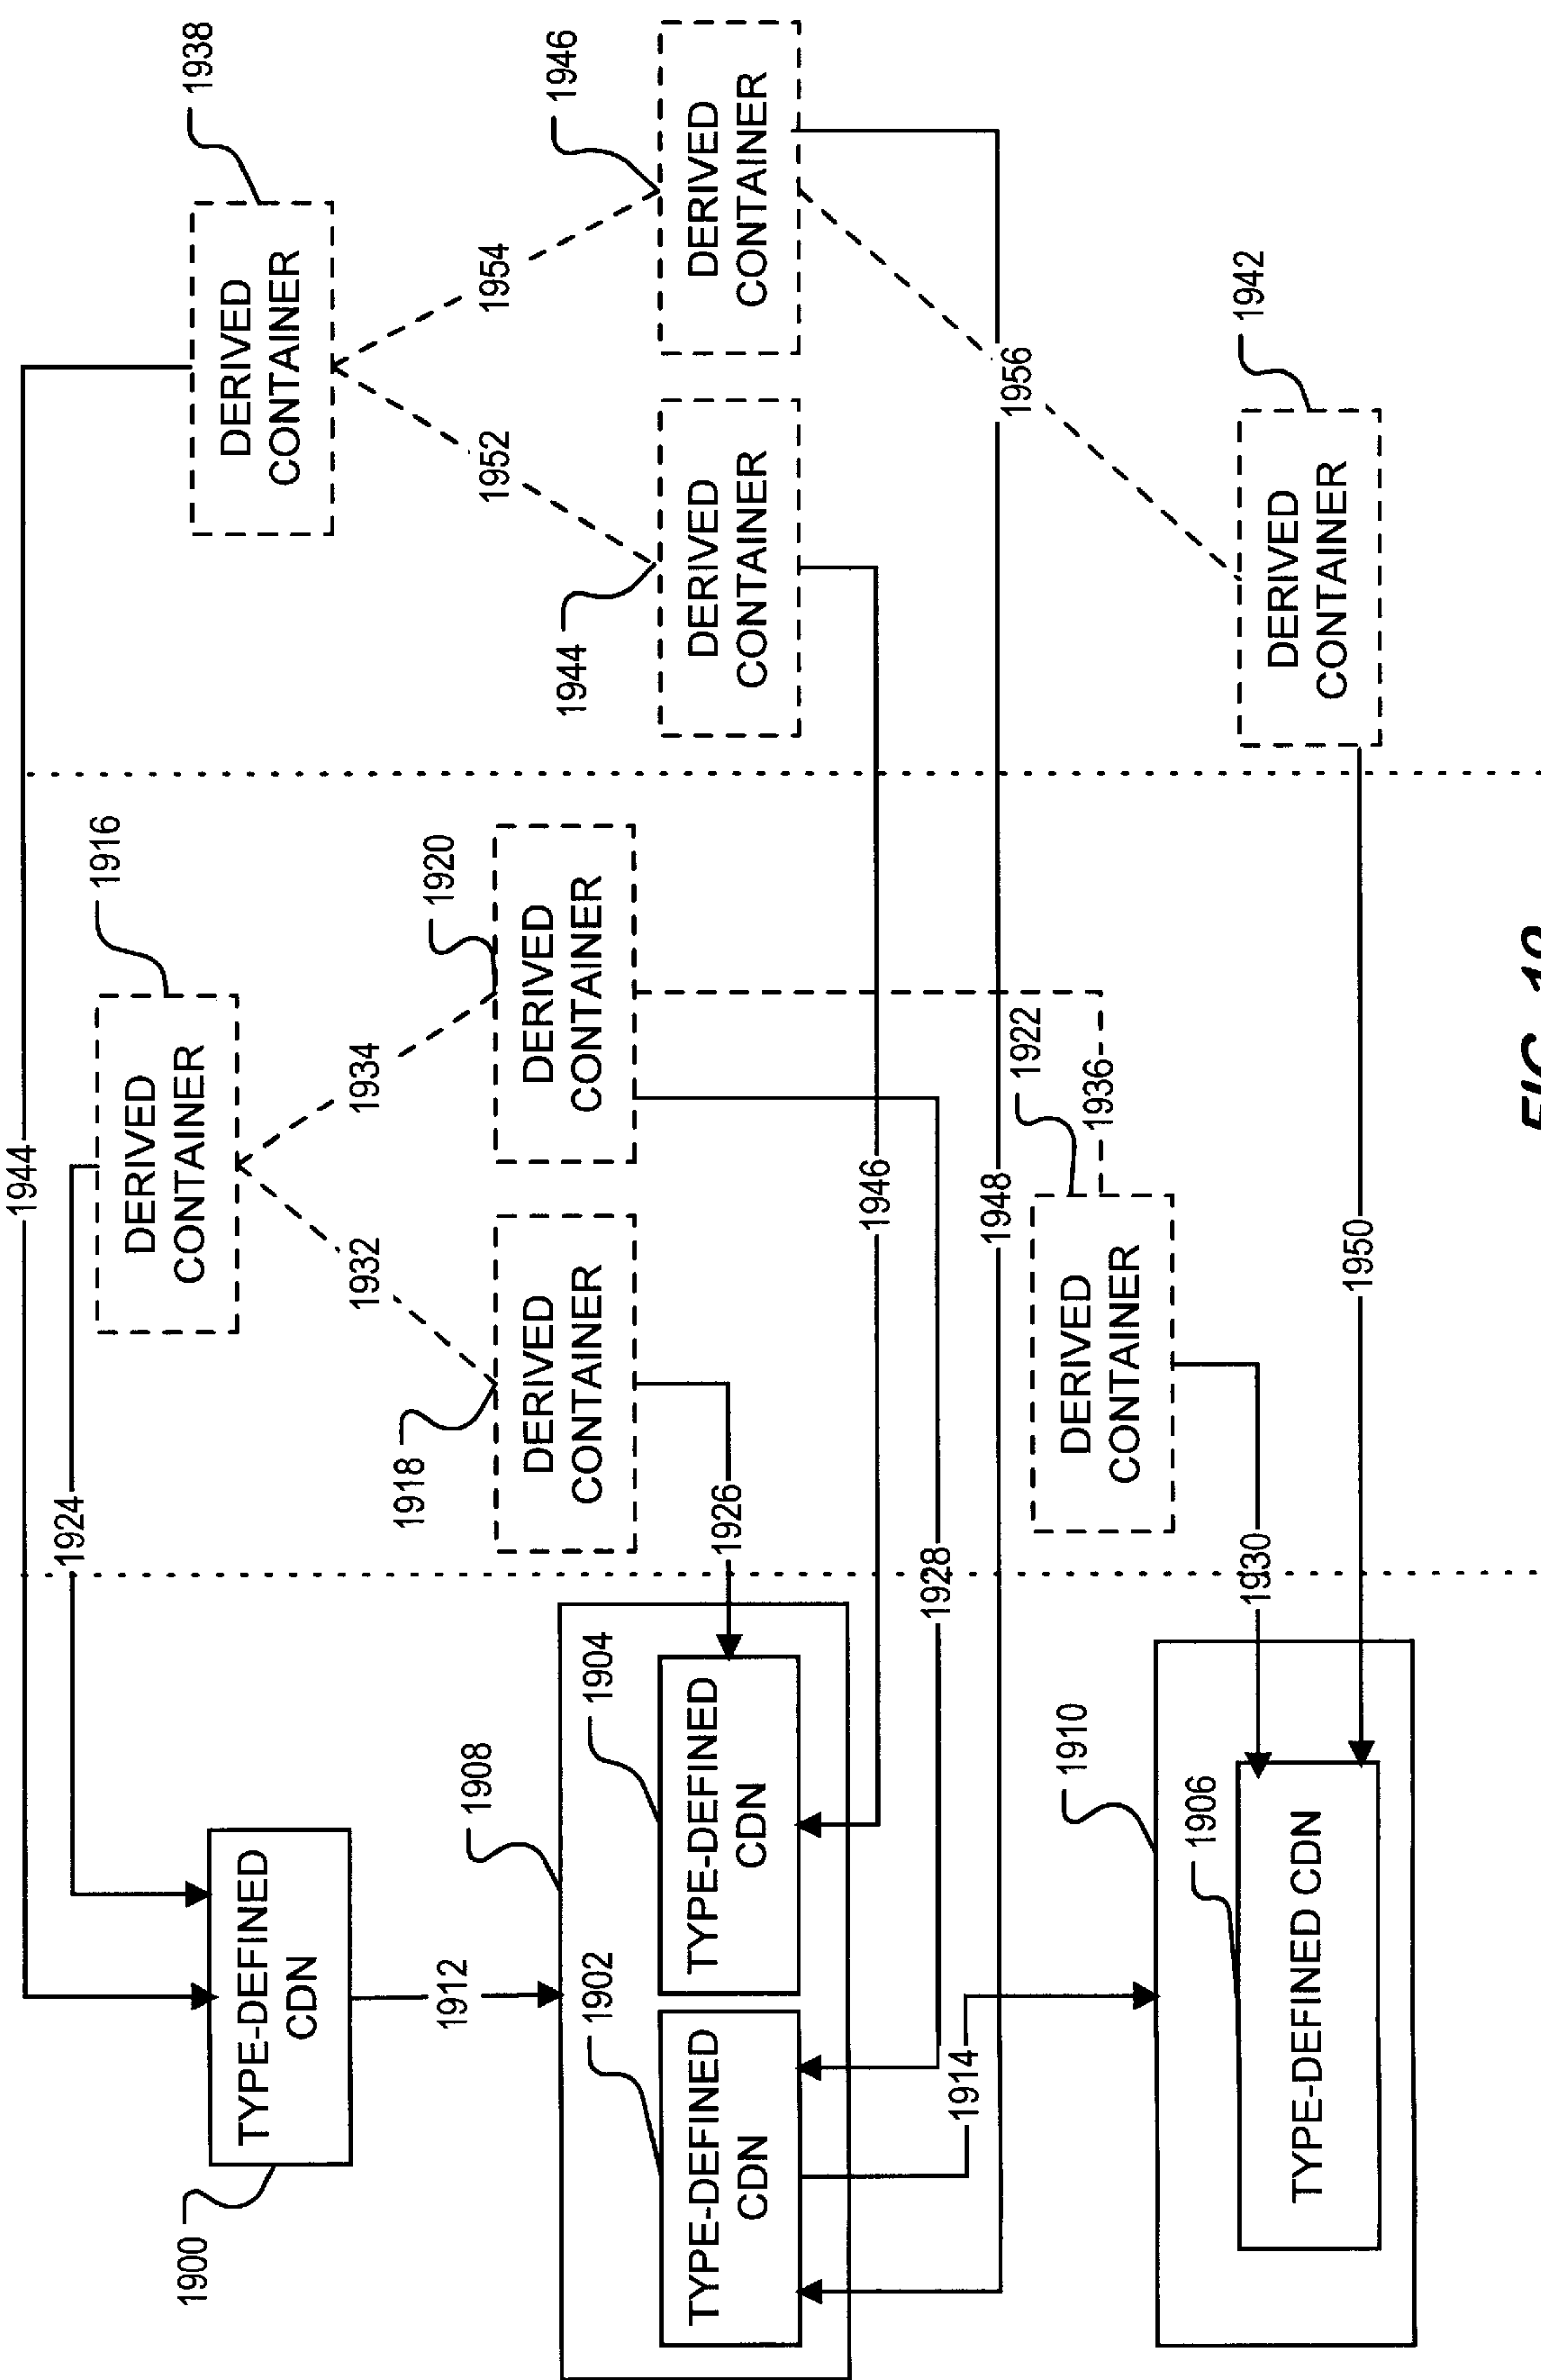 1944
1924
1900
TYPE-DEFINED
CDN
1912
1908
1902
TYPE-DEFINED
CDN
1904
TYPE-DEFINED
CDN
1914
1910
1906
TYPE-DEFINED CDN
1916
DERIVED
CONTAINER
1932
1934
1918
DERIVED
CONTAINER
1920
DERIVED
CONTAINER
1926
1946
1928
1948
1922
1936
DERIVED
CONTAINER
1930
1950
1938
DERIVED
CONTAINER
1952
1954
1944
DERIVED
CONTAINER
1946
DERIVED
CONTAINER
1956
1942
DERIVED
CONTAINER
FIG. 19